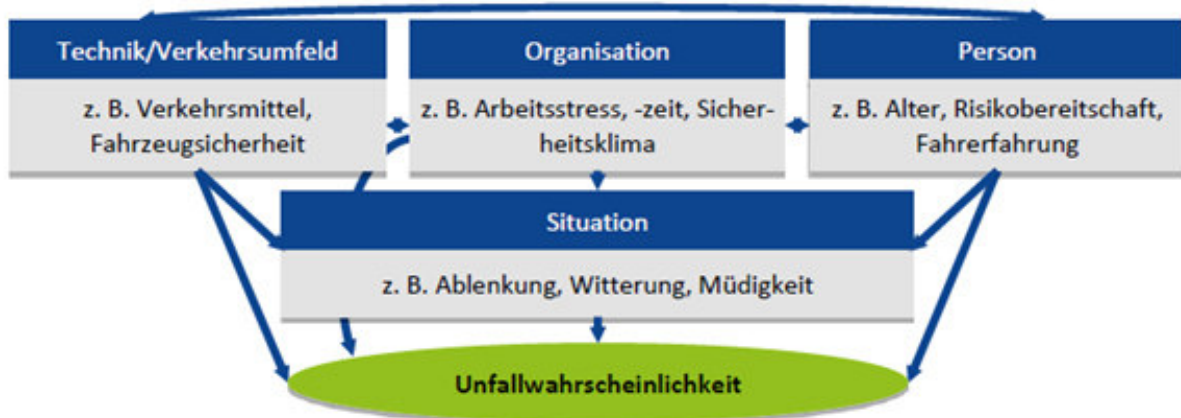 Technik/Verkehrsumfeld
z. B. Verkehrsmittel,
Fahrzeugsicherheit
Organisation
z. B. Arbeitsstress, -zeit, Sicher-
heitsklima
Person
z. B. Alter, Risikobereitschaft,
Fahrerfahrung
Situation
z. B. Ablenkung, Witterung, Müdigkeit
Unfallwahrscheinlichkeit